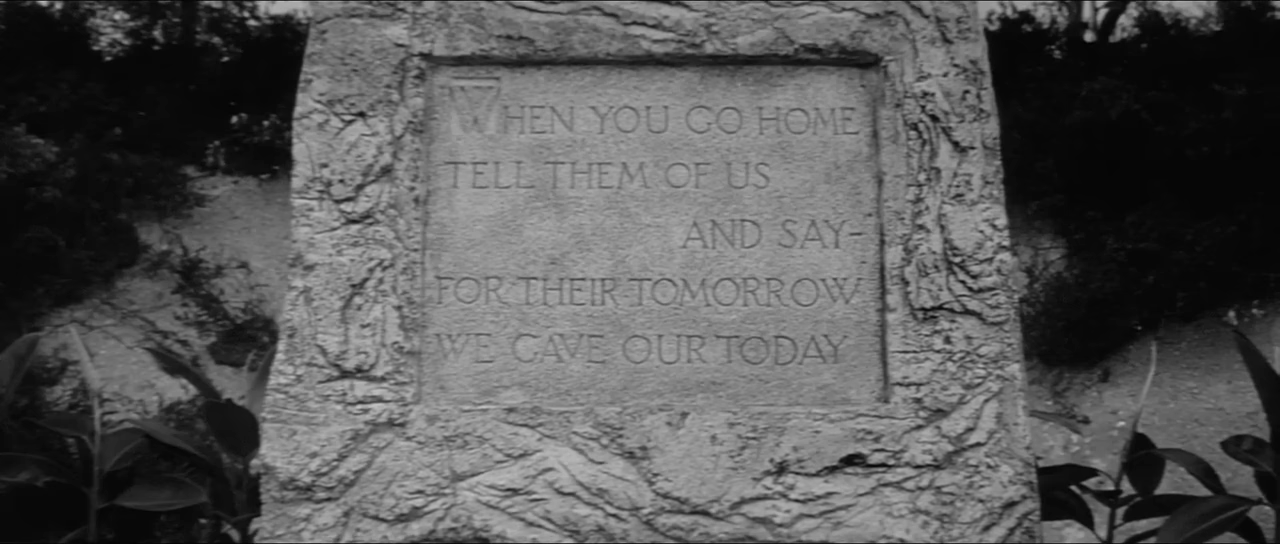 WHEN YOU GO HOME
TELL THEM OF US
AND SAY-
FOR THEIR TOMORROW
WE GAVE OUR TODAY